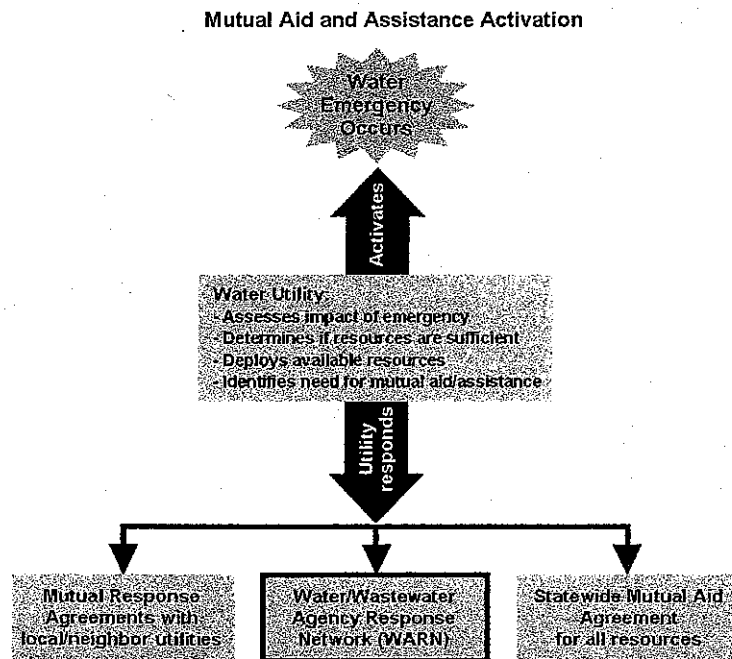 Mutual Aid and Assistance Activation
Water
Emergency
Occurs
Activates
Water Utility
- Assesses impact of emergency
- Determines if resources are sufficient
- Deploys available resources
- Identifies need for mutual aid/assistance
Utility
responds
Mutual Response
Agreements with
local/neighbor utilities
Water/Wastewater
Agency Response
Network (WARN)
Statewide Mutual Aid
Agreement
for all resources